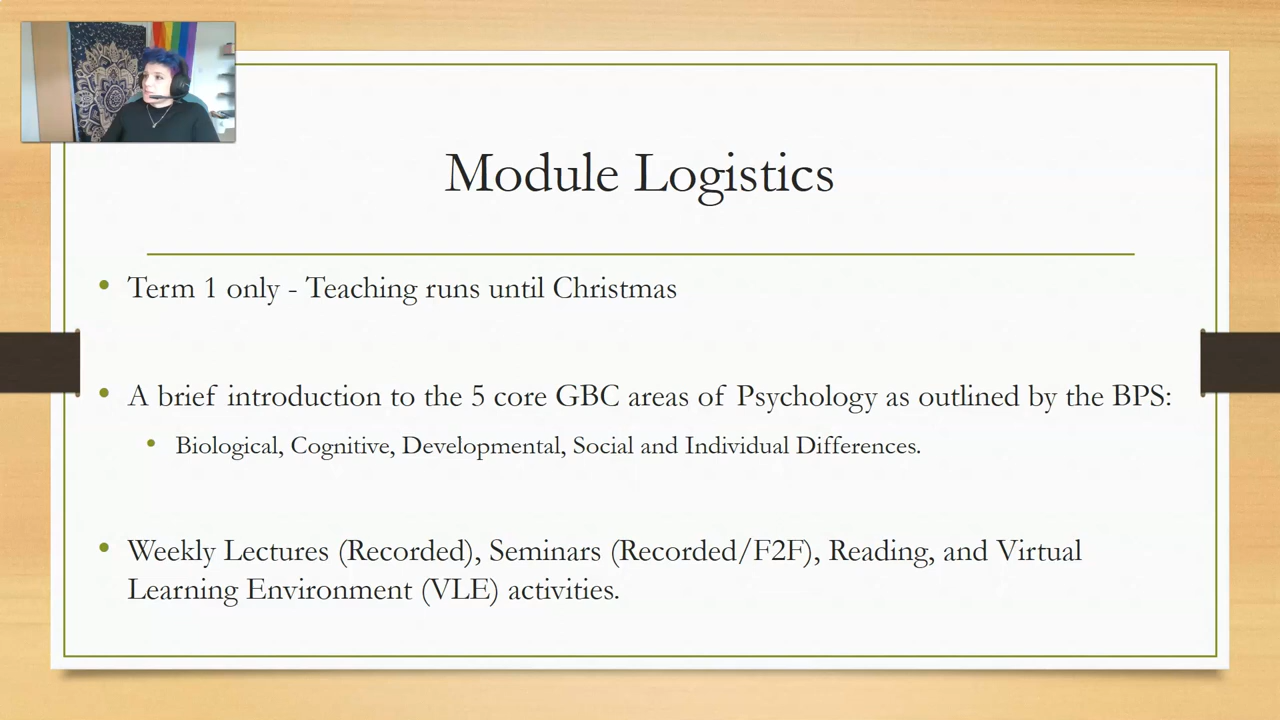 Module Logistics
Term 1 only - Teaching runs until Christmas
A brief introduction to the 5 core GBC areas of Psychology as outlined by the BPS:
Biological, Cognitive, Developmental, Social and Individual Differences.
Weekly Lectures (Recorded), Seminars (Recorded/F2F), Reading, and Virtual
Learning Environment (VLE) activities.